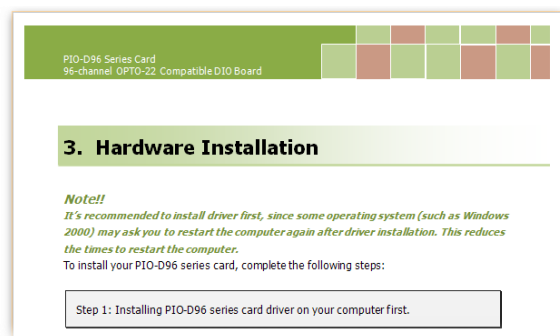 PIO-D96 Series Card
96-channel OPTO-22 Compatible DIO Board
3. Hardware Installation
Note!!
It's recommended to install driver first, since some operating system (such as Windows
2000) may ask you to restart the computer again after driver installation. This reduces
the times to restart the computer.
To install your PIO-D96 series card, complete the following steps:
Step 1: Installing PIO-D96 series card driver on your computer first.